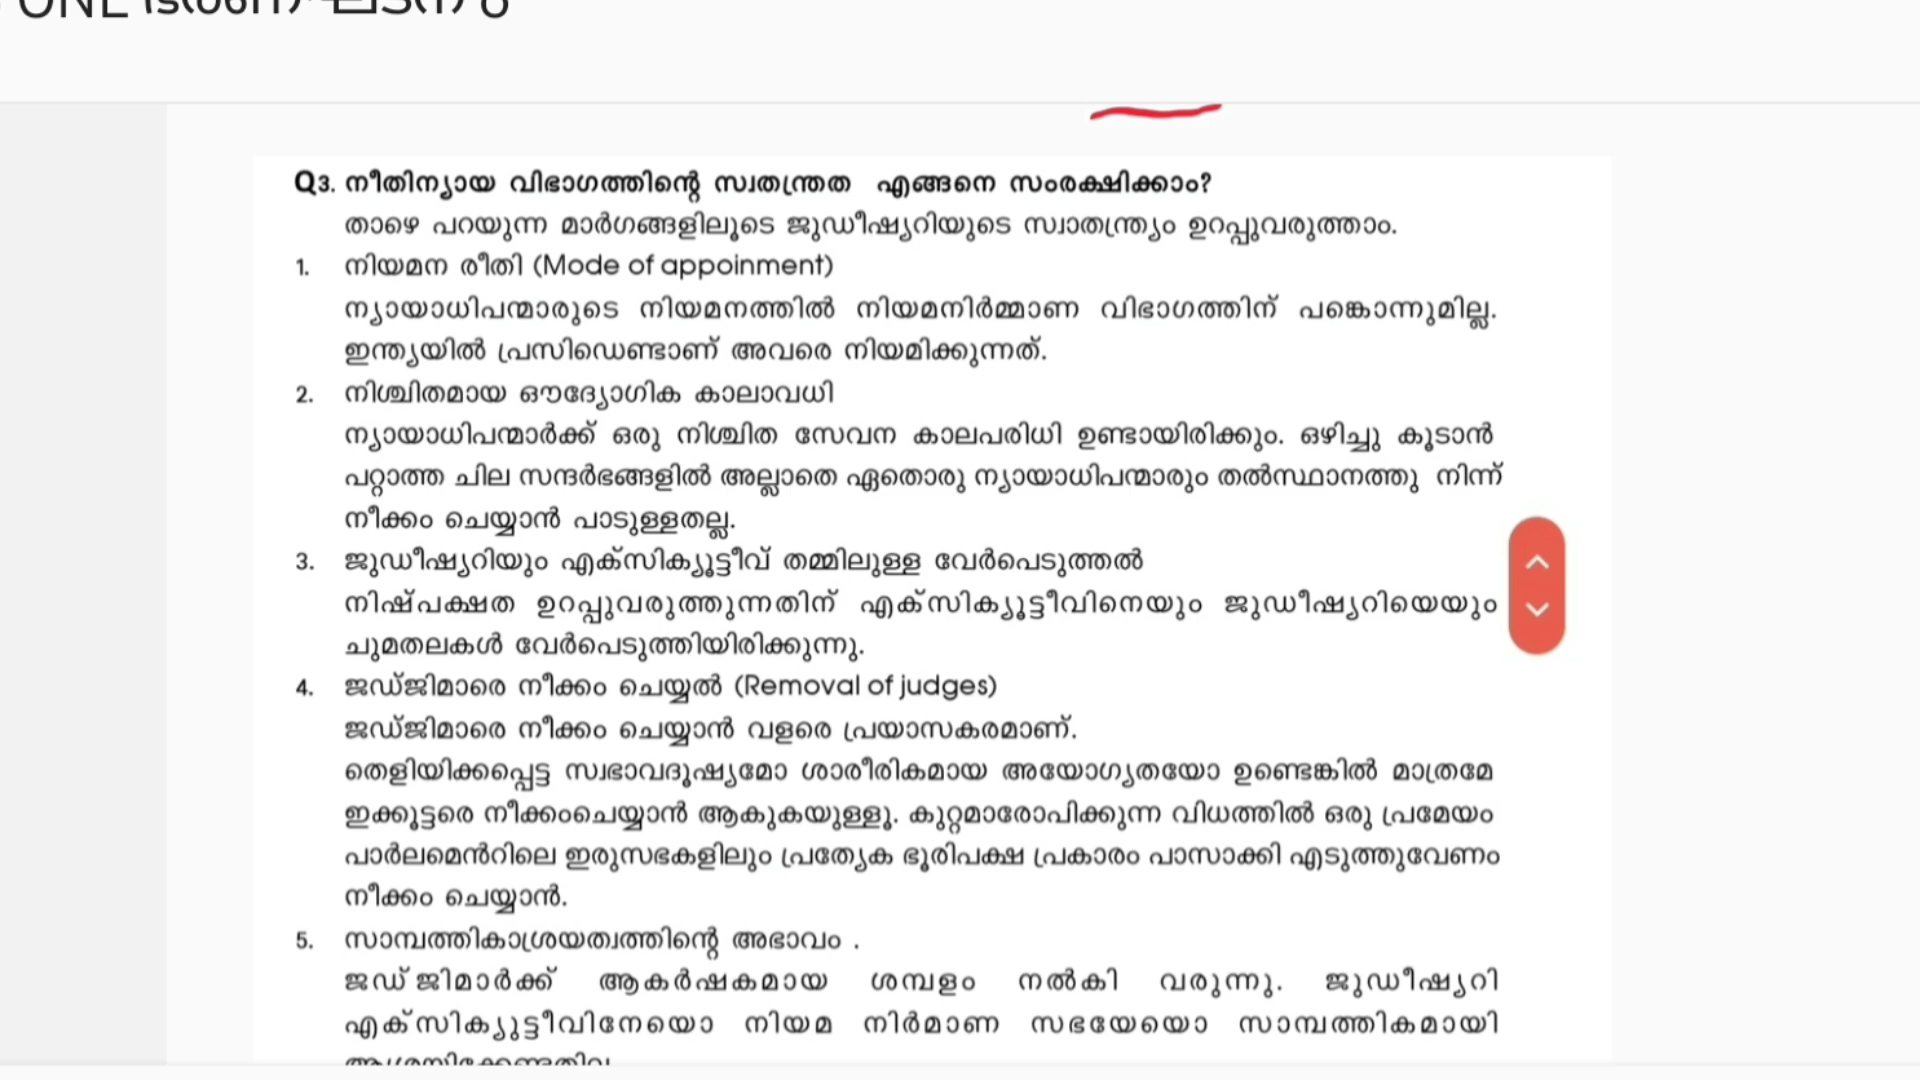 ONE
Q3. നീതിന്യായ വിഭാഗത്തിന്റെ സ്വതന്ത്രത എങ്ങനെ സംരക്ഷിക്കാം?
താഴെ പറയുന്ന മാർഗങ്ങളിലൂടെ ജുഡീഷ്യറിയുടെ സ്വാതന്ത്ര്യം ഉറപ്പുവരുത്താം.
1. നിയമന രീതി (Mode of appoinment)
ന്യായാധിപന്മാരുടെ നിയമനത്തിൽ നിയമനിർമ്മാണ വിഭാഗത്തിന് പങ്കൊന്നുമില്ല.
ഇന്ത്യയിൽ പ്രസിഡെണ്ടാണ് അവരെ നിയമിക്കുന്നത്.
2. നിശ്ചിതമായ ഔദ്യോഗിക കാലാവധി
ന്യായാധിപന്മാർക്ക് ഒരു നിശ്ചിത സേവന കാലപരിധി ഉണ്ടായിരിക്കും. ഒഴിച്ചു കൂടാൻ
പറ്റാത്ത ചില സന്ദർഭങ്ങളിൽ അല്ലാതെ ഏതൊരു ന്യായാധിപന്മാരും തൽസ്ഥാനത്തു നിന്ന്
നീക്കം ചെയ്യാൻ പാടുള്ളതല്ല.
3. ജുഡീഷ്യറിയും എക്സിക്യൂട്ടീവ് തമ്മിലുള്ള വേർപെടുത്തൽ
നിഷ്പക്ഷത ഉറപ്പുവരുത്തുന്നതിന് എക്സിക്യൂട്ടീവിനെയും ജുഡീഷ്യറിയെയും
ചുമതലകൾ വേർപെടുത്തിയിരിക്കുന്നു.
4. ജഡ്ജിമാരെ നീക്കം ചെയ്യൽ (Removal of judges)
ജഡ്ജിമാരെ നീക്കം ചെയ്യാൻ വളരെ പ്രയാസകരമാണ്.
തെളിയിക്കപ്പെട്ട സ്വഭാവദൂഷ്യമോ ശാരീരികമായ അയോഗ്യതയോ ഉണ്ടെങ്കിൽ മാത്രമേ
ഇക്കൂട്ടരെ നീക്കംചെയ്യാൻ ആകുകയുള്ളൂ. കുറ്റമാരോപിക്കുന്ന വിധത്തിൽ ഒരു പ്രമേയം
പാർലമെൻറിലെ ഇരുസഭകളിലും പ്രത്യേക ഭൂരിപക്ഷ പ്രകാരം പാസാക്കി എടുത്തുവേണം
നീക്കം ചെയ്യാൻ.
5. സാമ്പത്തികാശ്രയത്വത്തിന്റെ അഭാവം .
ജഡ്ജിമാർക്ക് ആകർഷകമായ ശമ്പളം നൽകി വരുന്നു. ജുഡീഷ്യറി
എക്സിക്യുട്ടീവിനേയൊ നിയമ നിർമാണ സഭയേയൊ സാമ്പത്തികമായി